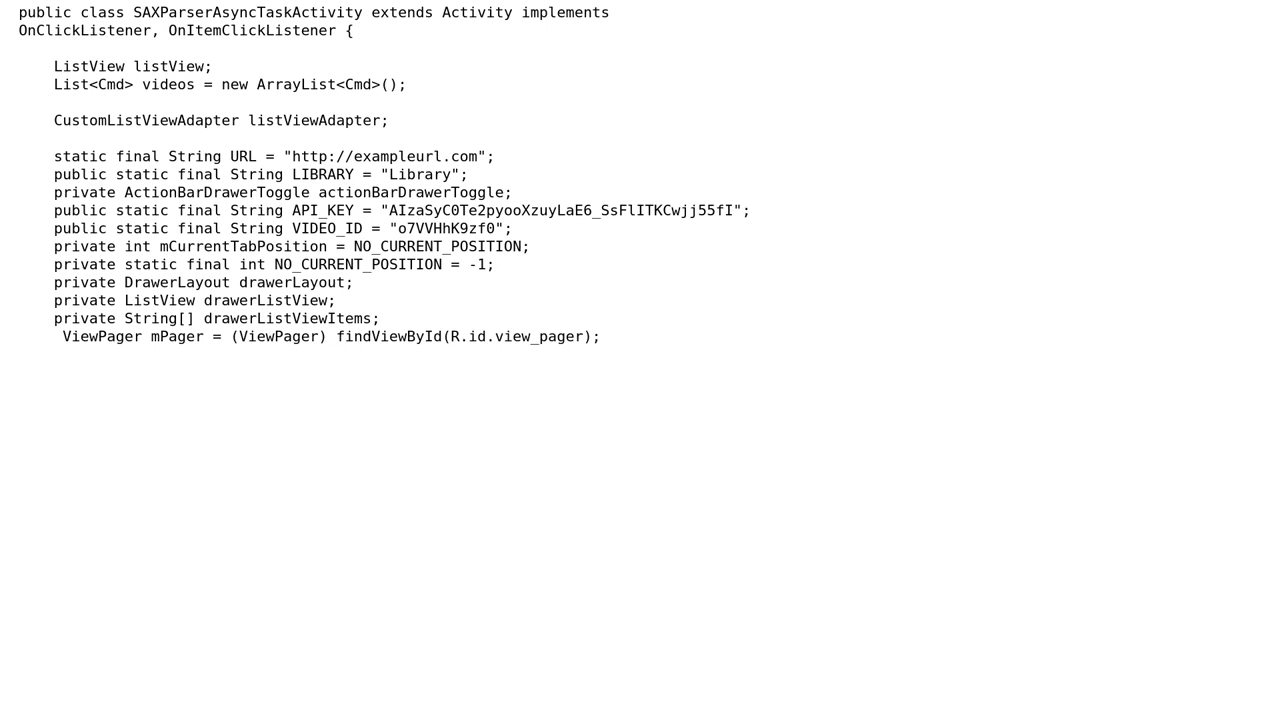 public class SAXParserAsyncTaskActivity extends Activity implements
OnClickListener, OnItemClickListener {
ListView listView;
List<Cmd> videos = new ArrayList<Cmd>();
CustomListViewAdapter listViewAdapter;
static final String URL = "http://exampleurl.com";
public static final String LIBRARY = "Library";
private ActionBarDrawerToggle actionBarDrawerToggle;
public static final String API_KEY = "AIzaSyC0Te2pyooXzuyLaE6_SsFlITKCwjj55fI";
public static final String VIDEO_ID = "o7VVHhK9zf0";
private int mCurrentTabPosition = NO_CURRENT_POSITION;
private static final int NO_CURRENT_POSITION = -1;
private DrawerLayout drawerLayout;
private ListView drawerListView;
private String[] drawerListViewItems;
ViewPager mPager = (ViewPager) findViewById(R.id.view_pager);